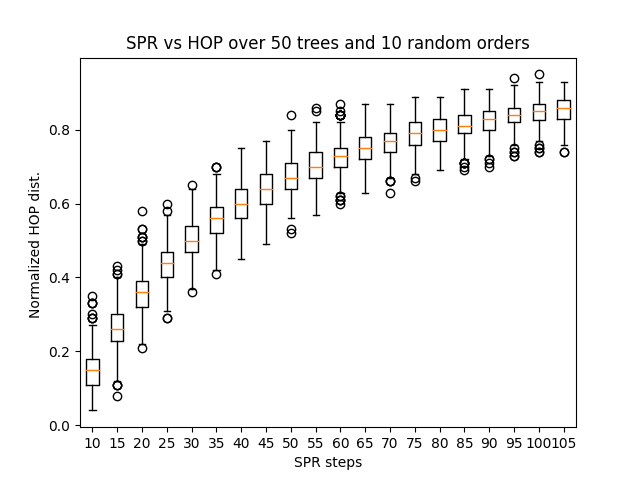 SPR vs HOP over 50 trees and 10 random orders
Normalized HOP dist.
0.8
0.6
0.4
0.2
0.0
10 15 20 25 30 35 40 45 50 55 60 65 70 75 80 85 90 95 100 105
SPR steps